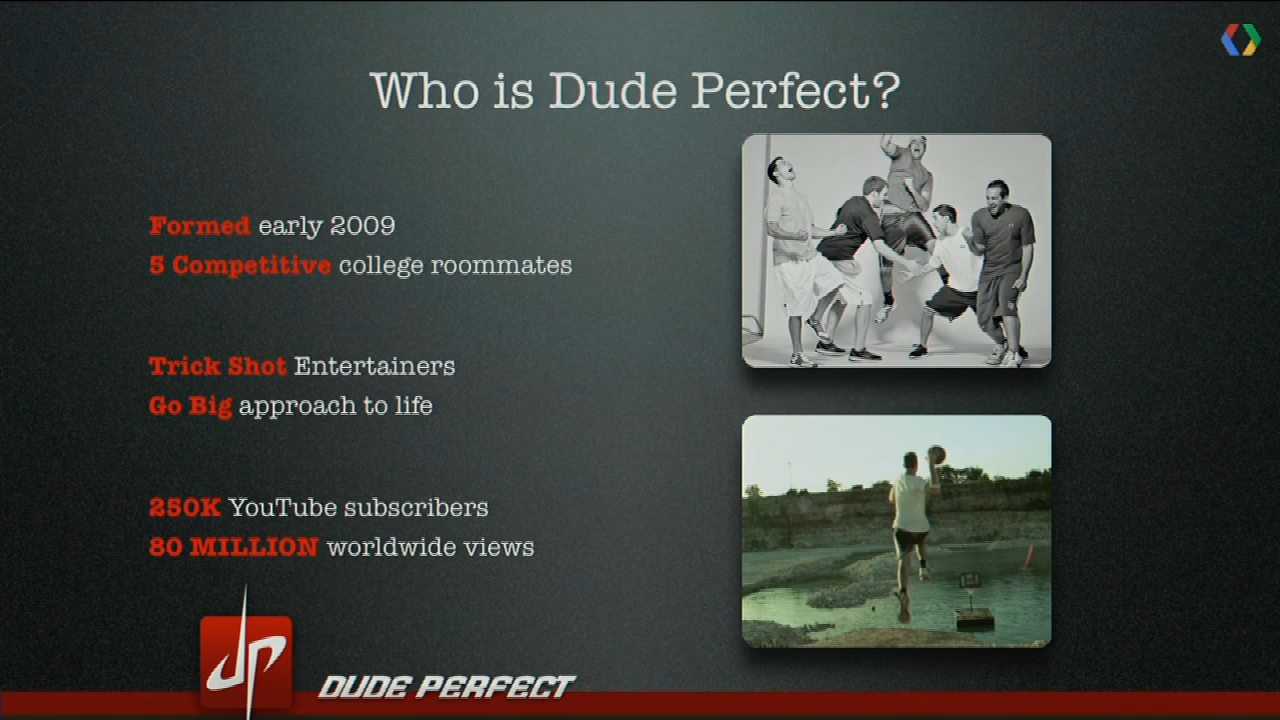 Who is Dude Perfect?
Formed early 2009
5 Competitive college roommates
Trick Shot Entertainers
Go Big approach to life
250K YouTube subscribers
80 MILLION worldwide views
dp
DUDE PERFECT